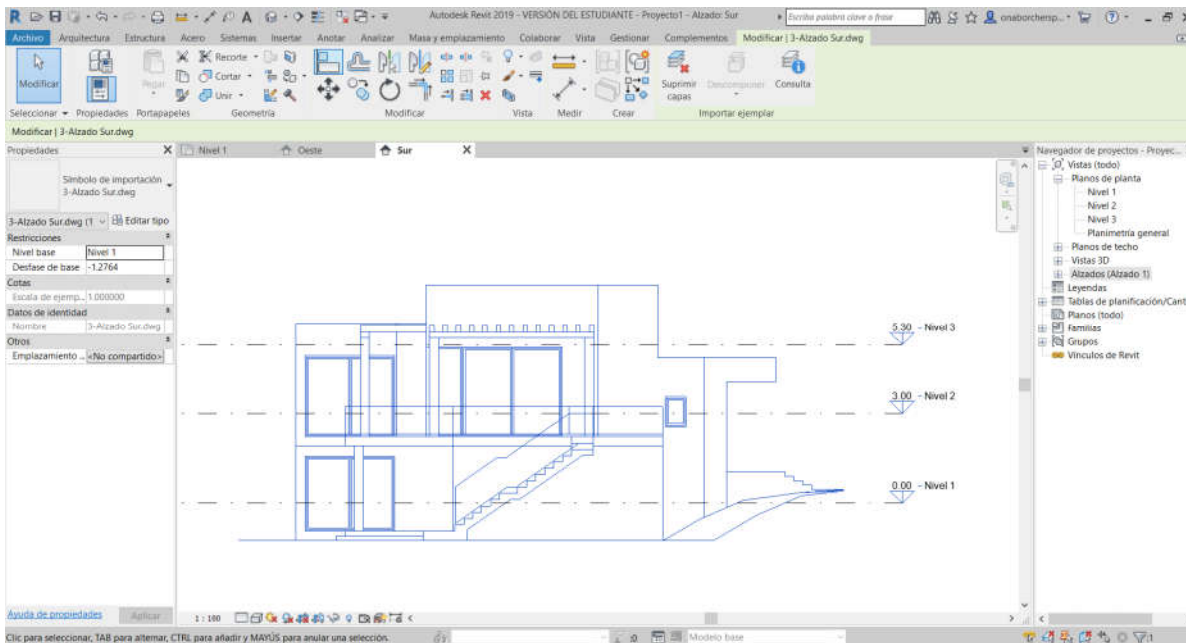 Autodesk Revit 2019 - VERSIÓN DEL ESTUDIANTE - Proyecto1 - Alzado: Sur
Escriba palabra clave o frase
onaborchensp...
Archivo Arquitectura Estructura Acero Sistemas Insertar Anotar Analizar Masa y emplazamiento Colaborar Vista Gestionar Complementos Modificar | 3-Alzado Sur.dwg
Modificar
Pegar
Recorte
Cortar
Unir
Suprimir capas
Descomponer
Consulta
Seleccionar Propiedades Portapapeles Geometría Modificar Vista Medir Crear Importar ejemplar
Modificar | 3-Alzado Sur.dwg
Propiedades
Nivel 1 Oeste Sur
Navegador de proyectos - Proyec...
Símbolo de importación
3-Alzado Sur.dwg
3-Alzado Sur.dwg (1 Editar tipo
Restricciones
Nivel base Nivel 1
Desfase de base -1.2764
Cotas
Escala de ejemp... 1.000000
Datos de identidad
Nombre 3-Alzado Sur.dwg
Otros
Emplazamiento ... <No compartido>
5.30 - Nivel 3
3.00 - Nivel 2
0.00 - Nivel 1
Vistas (todo)
Planos de planta
Nivel 1
Nivel 2
Nivel 3
Planimetría general
Planos de techo
Vistas 3D
Alzados (Alzado 1)
Leyendas
Tablas de planificación/Cant
Planos (todo)
Familias
Grupos
Vínculos de Revit
Ayuda de propiedades Aplicar
1 : 100
Clic para seleccionar, TAB para alternar, CTRL para añadir y MAYÚS para anular una selección.
:0 Modelo base